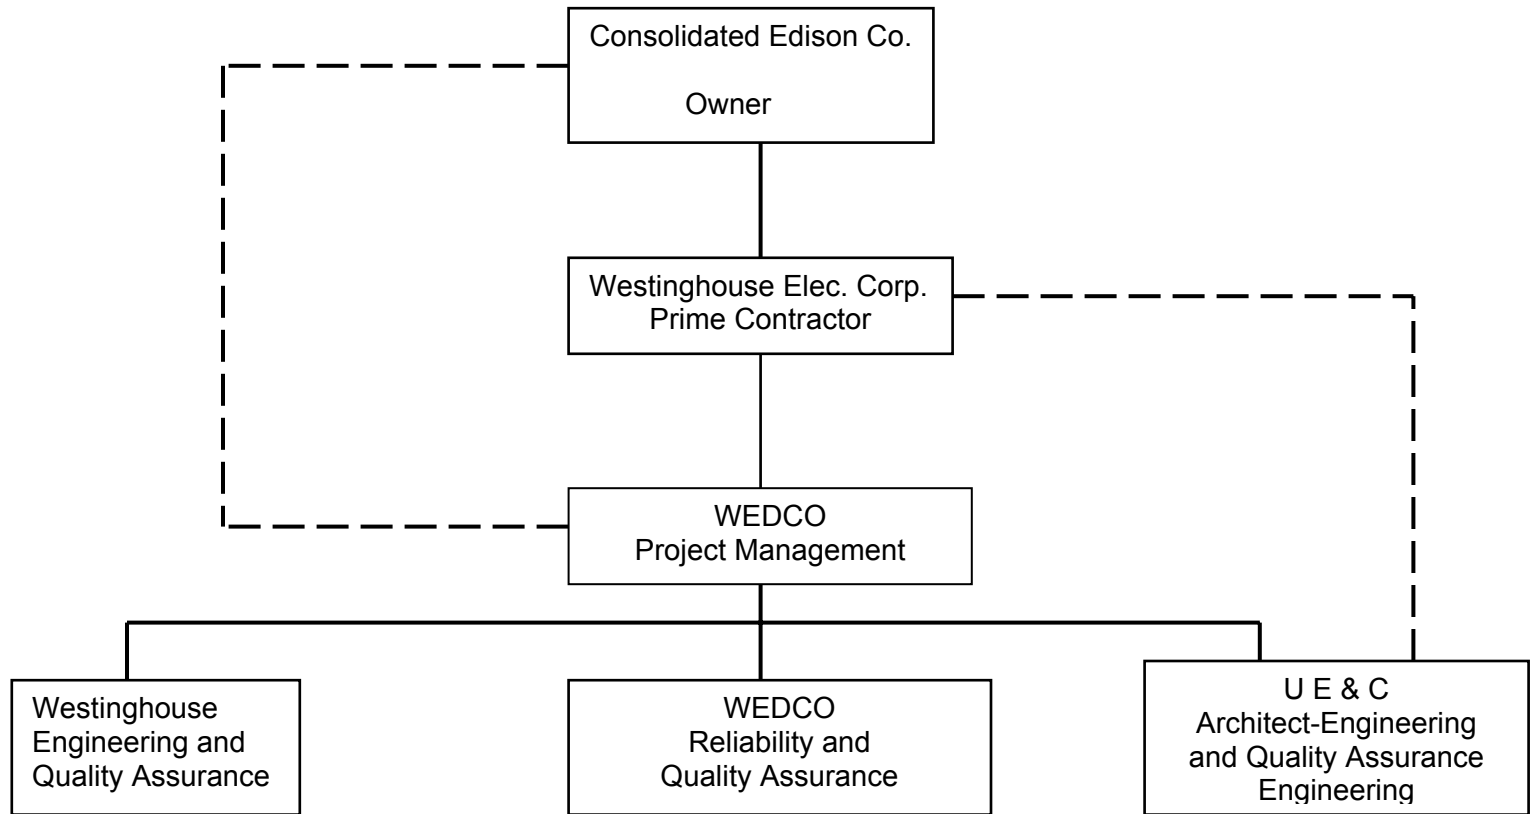 Consolidated Edison Co.
Owner
Westinghouse Elec. Corp.
Prime Contractor
WEDCO
Project Management
Westinghouse
Engineering and
Quality Assurance
WEDCO
Reliability and
Quality Assurance
U E & C
Architect-Engineering
and Quality Assurance
Engineering